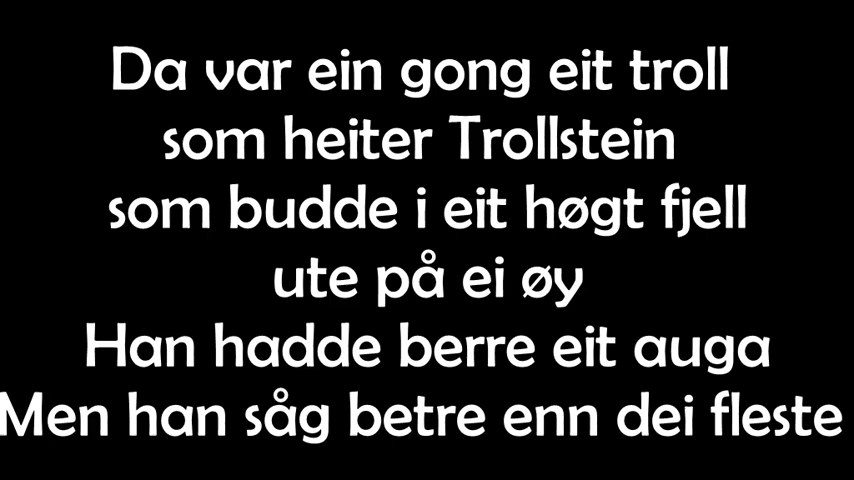 Da var ein gong eit troll
som heiter Trollstein
som budde i eit høgt fjell
ute på ei øy
Han hadde berre eit auga
Men han såg betre enn dei fleste